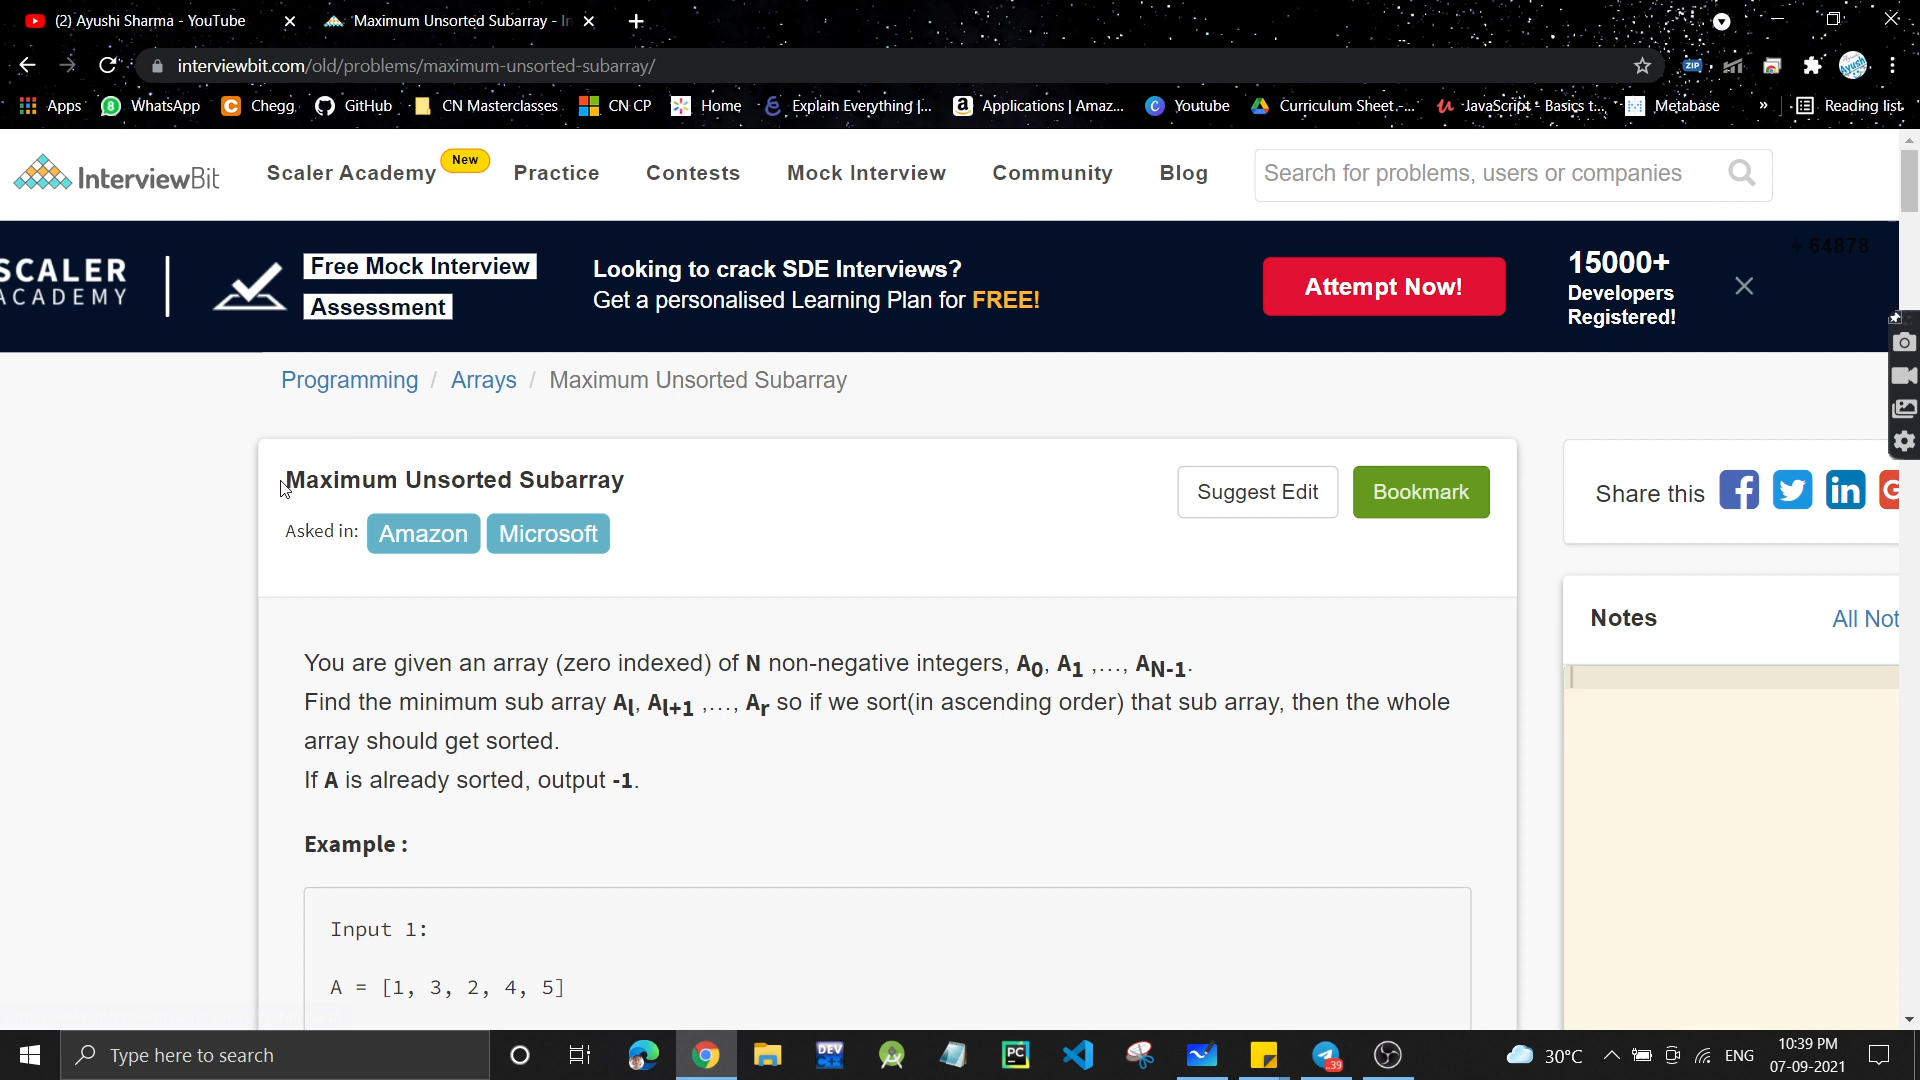 (2) Ayushi Sharma - YouTube
Maximum Unsorted Subarray - In
interviewbit.com/old/problems/maximum-unsorted-subarray/
Apps WhatsApp Chegg GitHub CN Masterclasses CN CP Home Explain Everything |... Applications | Amaz... Youtube Curriculum Sheet -... JavaScript - Basics t... Metabase » Reading list
InterviewBit Scaler Academy New Practice Contests Mock Interview Community Blog Search for problems, users or companies
64878
SCALER
ACADEMY
Free Mock Interview
Assessment
Looking to crack SDE Interviews?
Get a personalised Learning Plan for FREE!
Attempt Now!
15000+
Developers
Registered!
Programming / Arrays / Maximum Unsorted Subarray
Maximum Unsorted Subarray
Suggest Edit Bookmark
Asked in: Amazon Microsoft
Share this
Notes All Not
You are given an array (zero indexed) of N non-negative integers, A0, A1 ,…, AN-1.
Find the minimum sub array Al, Al+1 ,…, Ar so if we sort(in ascending order) that sub array, then the whole
array should get sorted.
If A is already sorted, output -1.
Example :
Input 1:
A = [1, 3, 2, 4, 5]
Type here to search
DEV
PC
39
30°C ENG
10:39 PM
07-09-2021